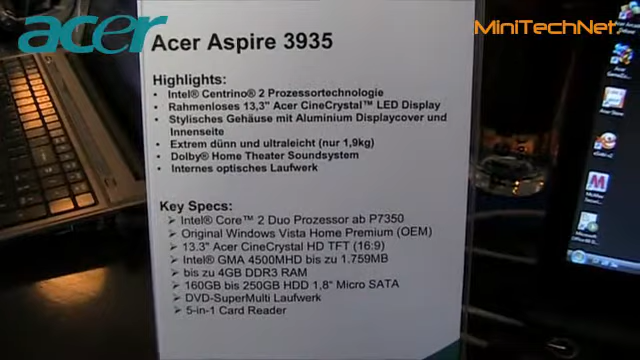 acer
MiniTechNet
Acer Aspire 3935
Highlights:
• Intel® Centrino® 2 Prozessortechnologie
• Rahmenloses 13,3" Acer CineCrystal™ LED Display
• Stylisches Gehäuse mit Aluminium Displaycover und
Innenseite
• Extrem dünn und ultraleicht (nur 1,9kg)
• Dolby® Home Theater Soundsystem
• Internes optisches Laufwerk
Key Specs:
➢ Intel® Core™ 2 Duo Prozessor ab P7350
➢ Original Windows Vista Home Premium (OEM)
➢ 13.3" Acer CineCrystal HD TFT (16:9)
➢ Intel® GMA 4500MHD bis zu 1.759MB
➢ bis zu 4GB DDR3 RAM
➢ 160GB bis 250GB HDD 1,8" Micro SATA
➢ DVD-SuperMulti Laufwerk
➢ 5-in-1 Card Reader